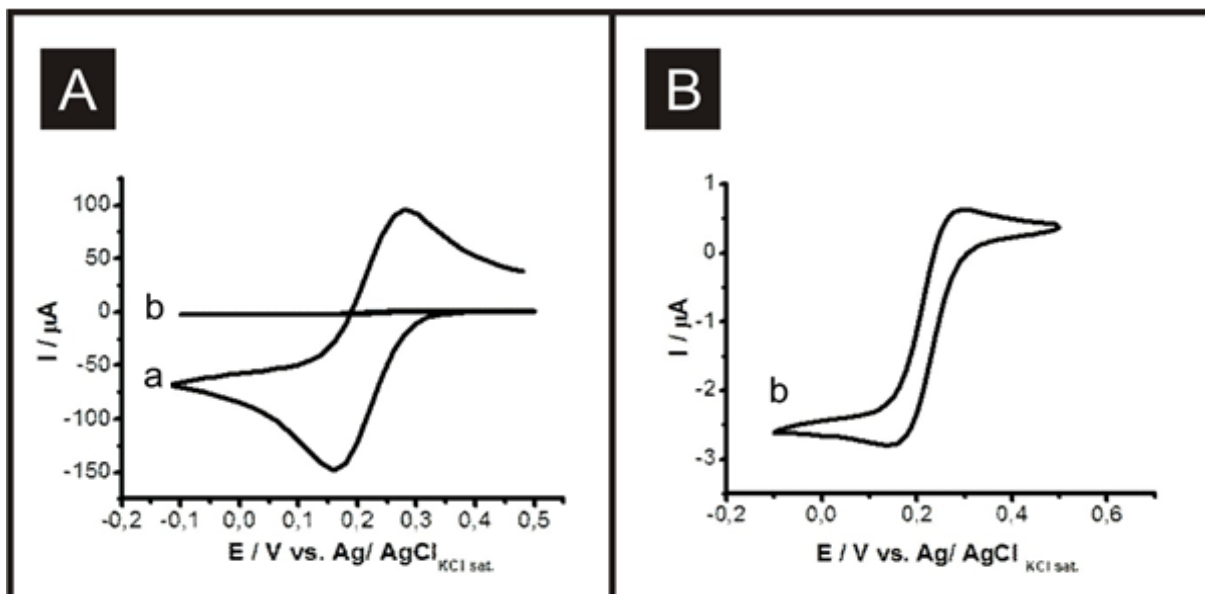 A
100
50
0
-50
-100
-150
I / μA
b
a
-0,2 -0,1 0,0 0,1 0,2 0,3 0,4 0,5
E / V vs. Ag/ AgCl KCl sat.
B
1
0
-1
-2
-3
I / μA
b
-0,2 0,0 0,2 0,4 0,6
E / V vs. Ag/ AgCl KCl sat.